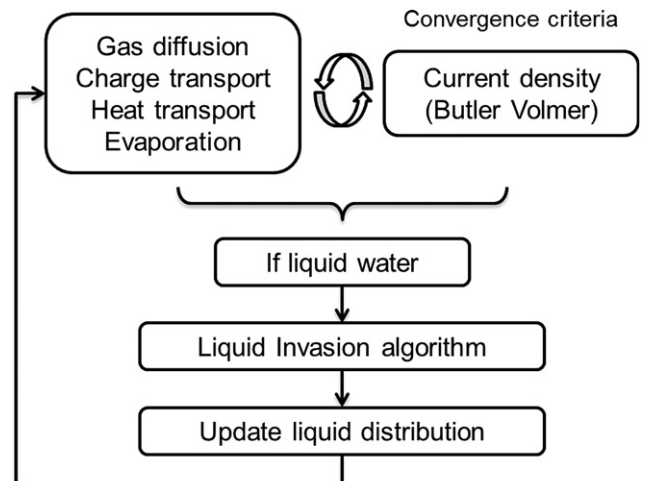 Convergence criteria
Gas diffusion
Charge transport
Heat transport
Evaporation
Current density
(Butler Volmer)
If liquid water
Liquid Invasion algorithm
Update liquid distribution